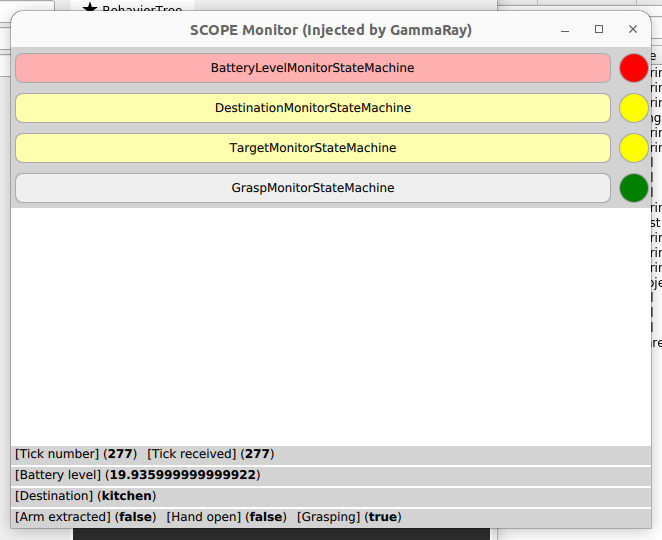 ★ BehaviorTree
SCOPE Monitor (Injected by GammaRay)
BatteryLevelMonitorStateMachine
DestinationMonitorStateMachine
TargetMonitorStateMachine
GraspMonitorStateMachine
[Tick number] (277) [Tick received] (277)
[Battery level] (19.935999999999922)
[Destination] (kitchen)
[Arm extracted] (false) [Hand open] (false) [Grasping] (true)